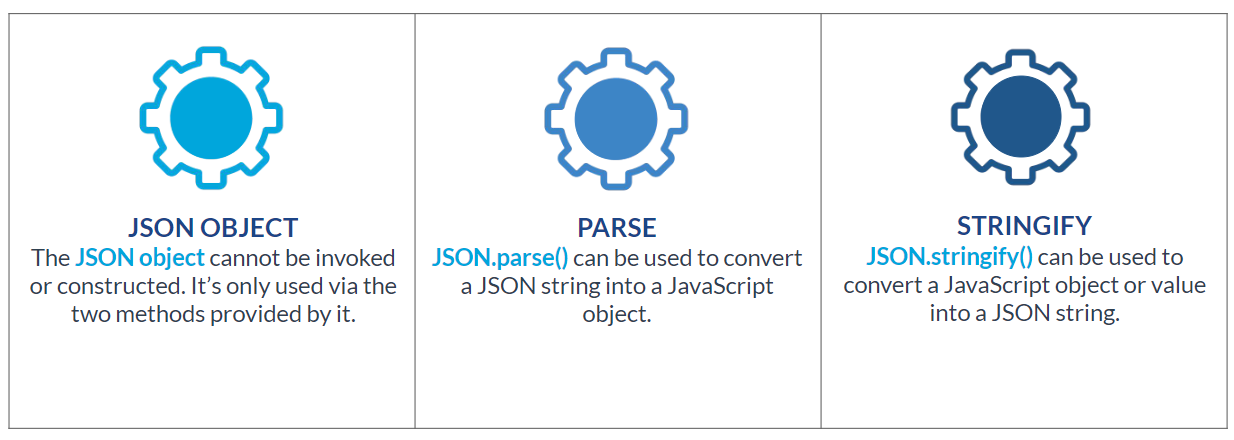 JSON OBJECT
The JSON object cannot be invoked
or constructed. It’s only used via the
two methods provided by it.
PARSE
JSON.parse() can be used to convert
a JSON string into a JavaScript
object.
STRINGIFY
JSON.stringify() can be used to
convert a JavaScript object or value
into a JSON string.